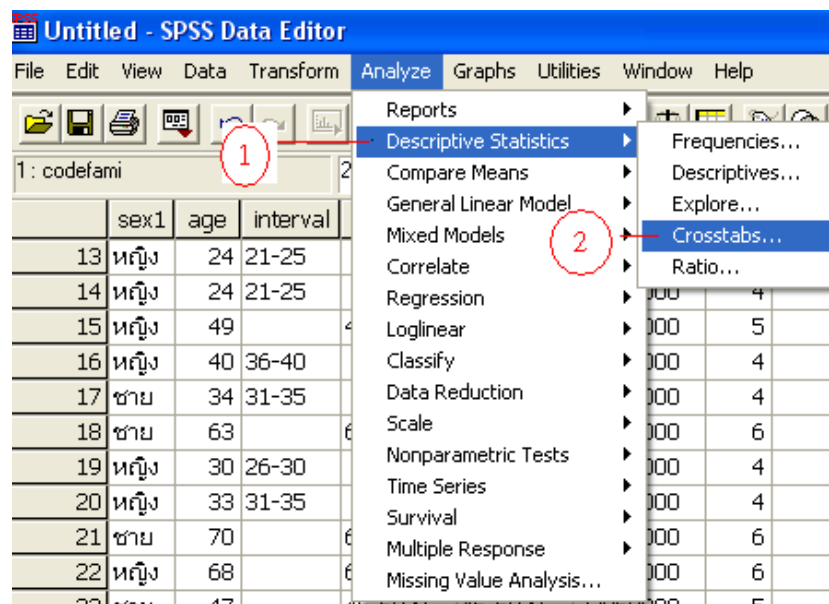 Untitled - SPSS Data Editor
File Edit View Data Transform Analyze Graphs Utilities Window Help
1 : codefami 2
sex1 age interval
13 หญิง 24 21-25
14 หญิง 24 21-25 4
15 หญิง 49 5
16 หญิง 40 36-40 4
17 ชาย 34 31-35 4
18 ชาย 63 6
19 หญิง 30 26-30 4
20 หญิง 33 31-35 4
21 ชาย 70 6
22 หญิง 68 6
Reports
Descriptive Statistics
Compare Means
General Linear Model
Mixed Models
Correlate
Regression
Loglinear
Classify
Data Reduction
Scale
Nonparametric Tests
Time Series
Survival
Multiple Response
Missing Value Analysis...
Frequencies...
Descriptives...
Explore...
Crosstabs...
Ratio...
1
2